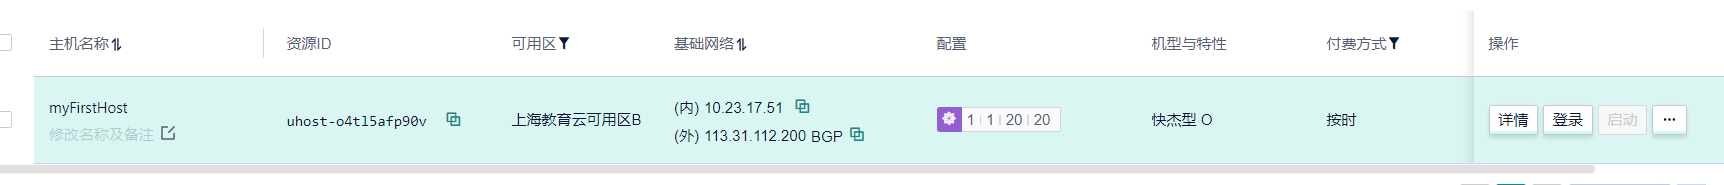 主机名称
资源ID
可用区
基础网络
配置
机型与特性
付费方式
操作
myFirstHost
修改名称及备注
uhost-o4tl5afp90v
上海教育云可用区B
(内) 10.23.17.51
(外) 113.31.112.200 BGP
1 | 1 | 20 | 20
快杰型 O
按时
详情
登录
启动
···